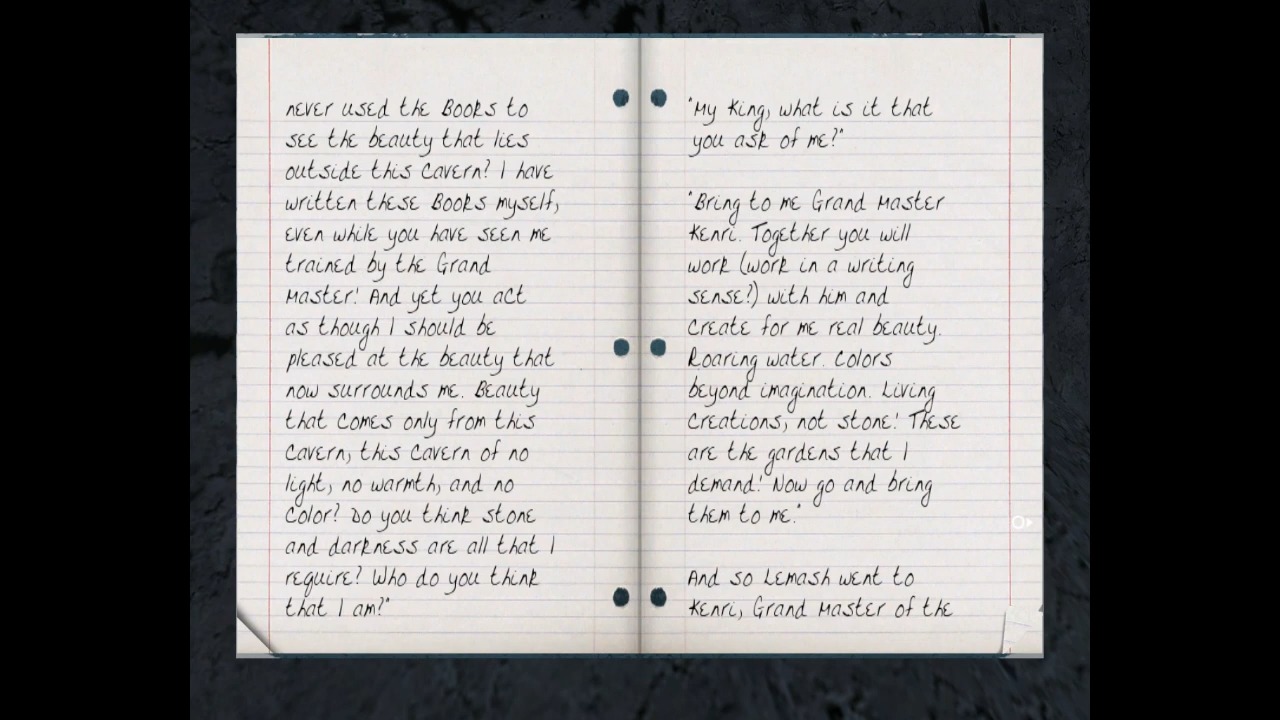 never used the Books to
see the beauty that lies
outside this cavern? I have
written these Books myself,
even while you have seen me
trained by the Grand
Master! And yet you act
as though I should be
pleased at the beauty that
now surrounds me. Beauty
that comes only from this
cavern, this cavern of no
light, no warmth, and no
color? Do you think stone
and darkness are all that I
require? Who do you think
that I am?"
"My King, what is it that
you ask of me?"
"Bring to me Grand Master
Kenri. Together you will
work (work in a writing
sense?) with him and
create for me real beauty.
Roaring water. Colors
beyond imagination. Living
creations, not stone! These
are the gardens that I
demand! Now go and bring
them to me."
And so Lemash went to
Kenri, Grand Master of the